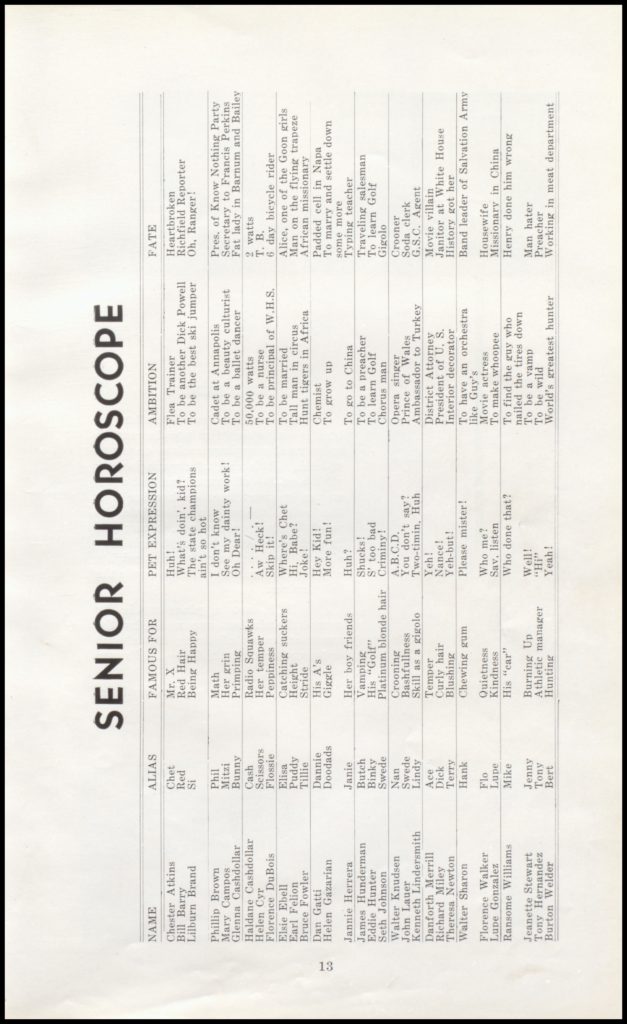 SENIOR HOROSCOPE
NAME ALIAS FAMOUS FOR PET EXPRESSION AMBITION FATE
Chester Atkins Chet Mr. X Huh! Flea Trainer Heartbroken
Bill Barry Red Red Hair What's doin', kid? To be another Dick Powell Richfield Reporter
Lilburn Brand Si Being Happy The state champions To be the best ski jumper Oh, Ranger!
ain't so hot
Phillip Brown Phil Math I don't know Cadet at Annapolis Pres. of Know Nothing Party
Mary Campos Mitzi Her grin See my dainty work! To be a beauty culturist Secretary to Francis Perkins
Glenna Cashdollar Bunny Primping Oh Dear! To be a ballet dancer Fat lady in Barnum and Bailey
Haldane Cashdollar Cash Radio Squawks . . . . . . .— 50,000 watts 2 watts
Helen Cyr Scissors Her temper Aw Heck! To be a nurse T. B.
Florence DuBois Flossie Peppiness Skip it! To be principal of W.H.S. 6 day bicycle rider
Elsie Ebell Elisa Catching suckers Where's Chet To be married Alice, one of the Goon girls
Earl Felion Puddy Height Hi, Babe? Tall man in circus Man on the flying trapeze
Bruce Fowler Tillie Stride Joke! Hunt tigers in Africa African missionary
Dan Gatti Dannie His A's Hey Kid! Chemist Padded cell in Napa
Helen Gazarian Doodads Giggle More fun! To grow up To marry and settle down
some more
Jannie Herrera Janie Her boy friends Huh? To go to China Typing teacher
James Hunderman Butch Vamping Shucks! To be a preacher Traveling salesman
Eddie Hunter Binky His "Golf" S' too bad To learn Golf To learn Golf
Seth Johnson Swede Platinum blonde hair Criminy! Chorus man Gigolo
Walter Knudsen Nan Crooning A.B.C.D. Opera singer Crooner
John Lauer Swede Bashfullness You don't say? Prince of Wales Soda clerk
Kenneth Lindersmith Lindy Skill as a gigolo Two-timin, Huh Ambassador to Turkey G.S.C. Agent
Danforth Merrill Ace Temper Yeh! District Attorney Movie villain
Richard Miley Dick Curly hair Nance! President of U. S. Janitor at White House
Theresa Newton Terry Blushing Yeh-but! Interior decorator History got her
Walter Sharon Hank Chewing gum Please mister! To have an orchestra Band leader of Salvation Army
like Guy's
Florence Walker Flo Quietness Who me? Movie actress Housewife
Lupe Gonzalez Lupe Kindness Say, listen To make whoopee Missionary in China
Ransome Williams Mike His "car" Who done that? To find the guy who Henry done him wrong
nailed the tires down
Jeanette Stewart Jenny Burning Up Well! To be a vamp Man hater
Tony Hernandez Tony Athletic manager "Hi" To be wild Preacher
Burton Welder Bert Hunting Yeah! World's greatest hunter Working in meat department
13